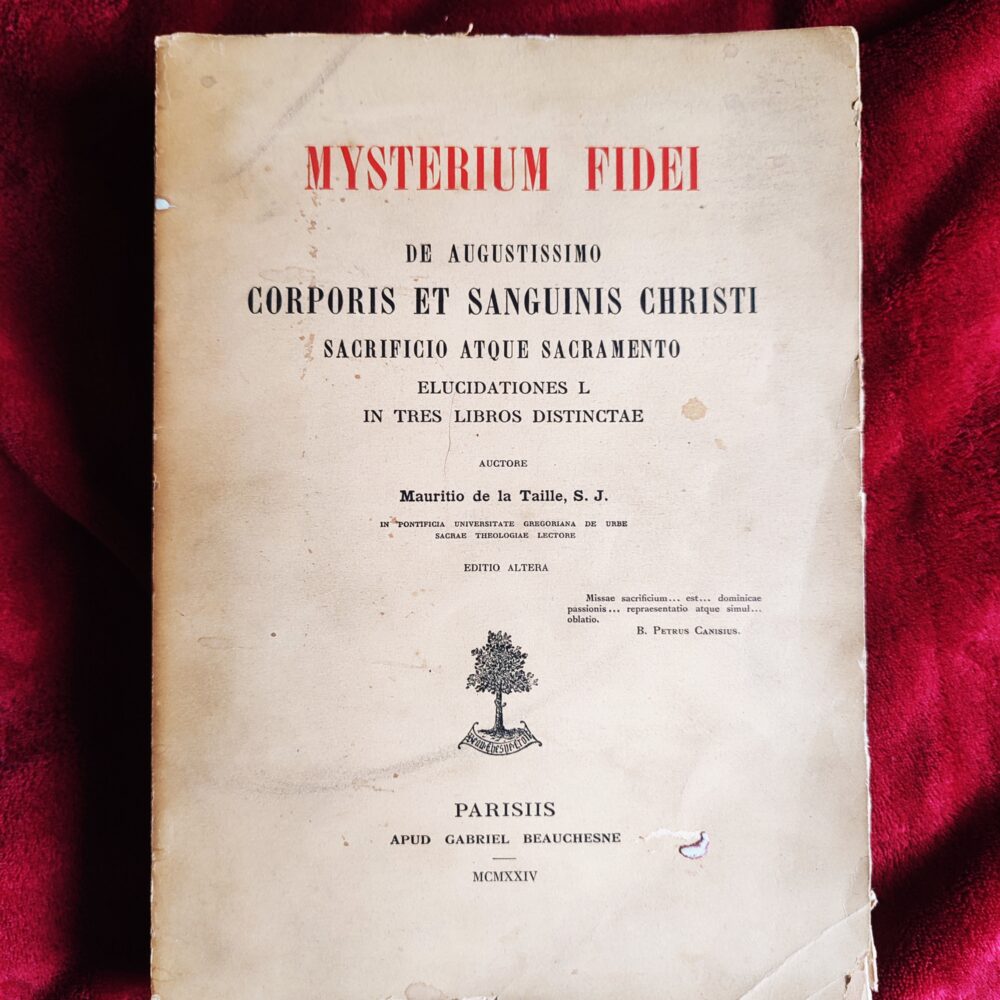 MYSTERIUM FIDEI
DE AUGUSTISSIMO
CORPORIS ET SANGUINIS CHRISTI
SACRIFICIO ATQUE SACRAMENTO
ELUCIDATIONES L
IN TRES LIBROS DISTINCTAE
AUCTORE
Mauritio de la Taille, S. J.
IN PONTIFICIA UNIVERSITATE GREGORIANA DE URBE
SACRAE THEOLOGIAE LECTORE
EDITIO ALTERA
Missae sacrificium... est... dominicae
passionis... repraesentatio atque simul...
oblatio.
B. PETRUS CANISIUS.
PARISIIS
APUD GABRIEL BEAUCHESNE
MCMXXIV